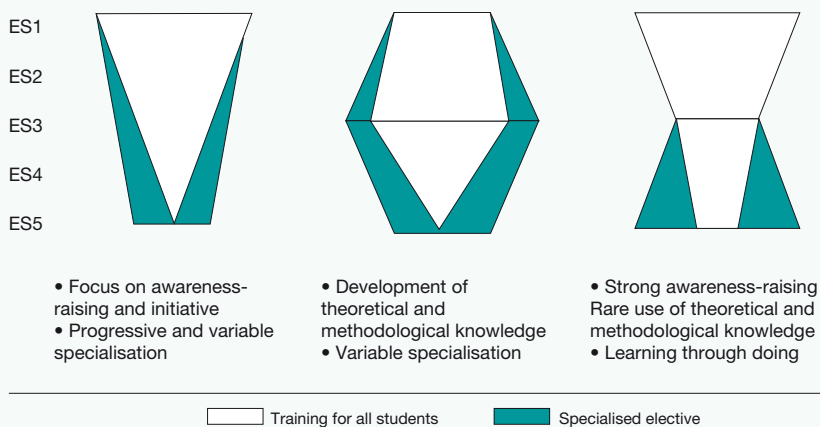 ES1
ES2
ES3
ES4
ES5
• Focus on awareness-
raising and initiative
• Progressive and variable
specialisation
• Development of
theoretical and
methodological knowledge
• Variable specialisation
• Strong awareness-raising
Rare use of theoretical and
methodological knowledge
• Learning through doing
Training for all students
Specialised elective